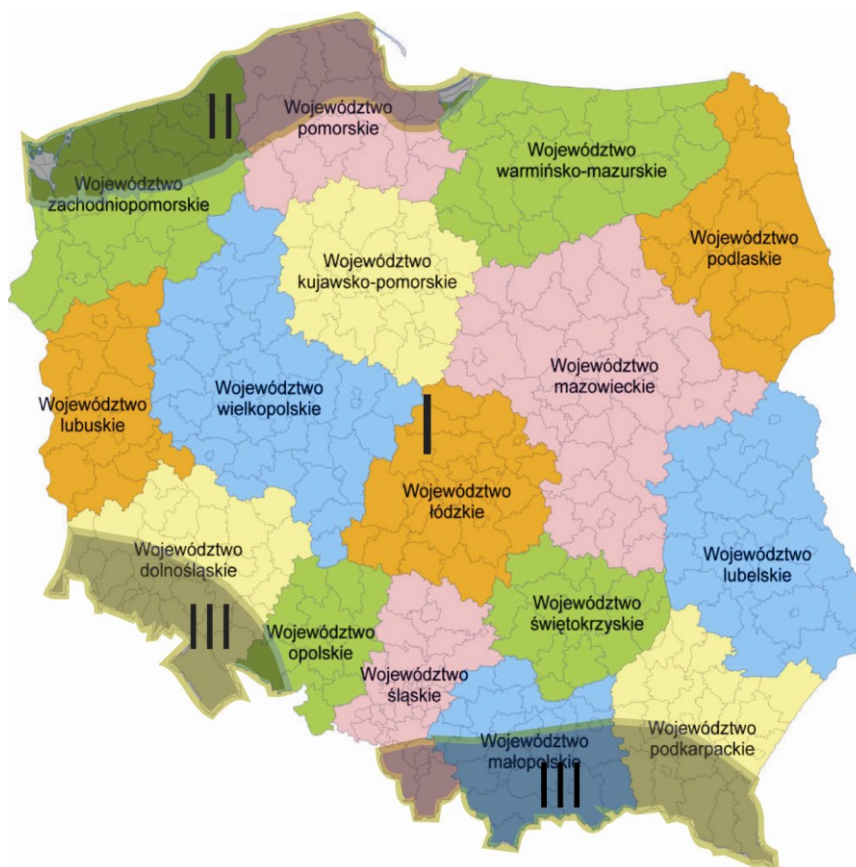 II
Województwo
pomorskie
Województwo
warmińsko-mazurskie
Województwo
zachodniopomorskie
Województwo
podlaskie
Województwo
kujawsko-pomorskie
Województwo
mazowieckie
Województwo
wielkopolskie
Województwo
lubuskie
I
Województwo
łódzkie
Województwo
dolnośląskie
Województwo
lubelskie
III
Województwo
opolskie
Województwo
świętokrzyskie
Województwo
śląskie
Województwo
małopolskie
Województwo
podkarpackie
III